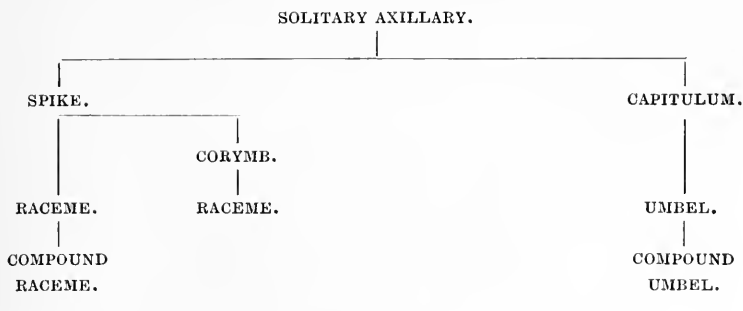 SOLITARY AXILLARY.
SPIKE. CAPITULUM.
CORYMB.
RACEME. RACEME. UMBEL.
COMPOUND COMPOUND
RACEME. UMBEL.